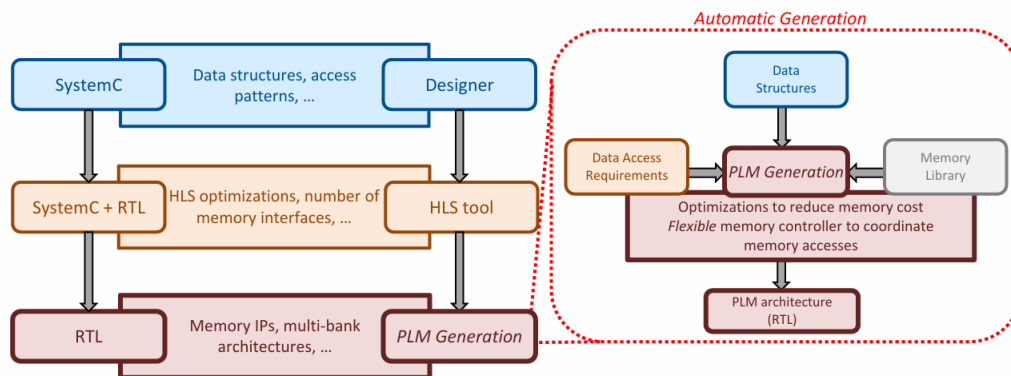 Automatic Generation
SystemC
Data structures, access
patterns, ...
Designer
Data
Structures
Data Access
Requirements
PLM Generation
Memory
Library
SystemC + RTL
HLS optimizations, number of
memory interfaces, ...
HLS tool
Optimizations to reduce memory cost
Flexible memory controller to coordinate
memory accesses
RTL
Memory IPs, multi-bank
architectures, ...
PLM Generation
PLM architecture
(RTL)